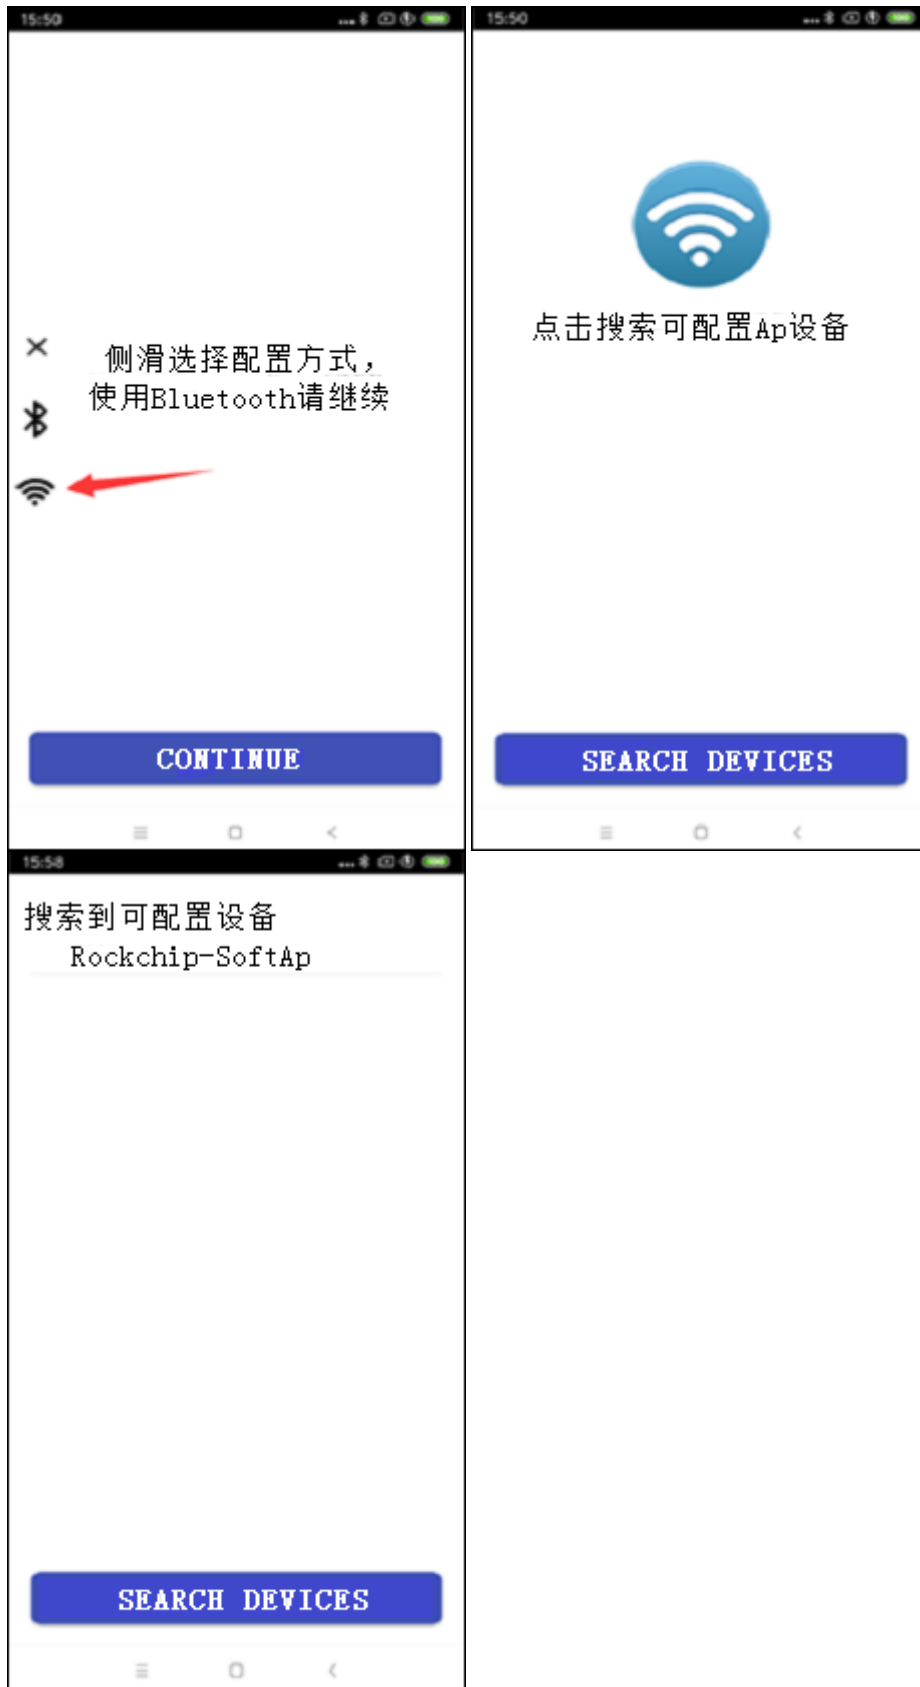 15:50
侧滑选择配置方式，
使用Bluetooth请继续
CONTINUE
15:50
点击搜索可配置Ap设备
SEARCH DEVICES
15:58
搜索到可配置设备
Rockchip-SoftAp
SEARCH DEVICES